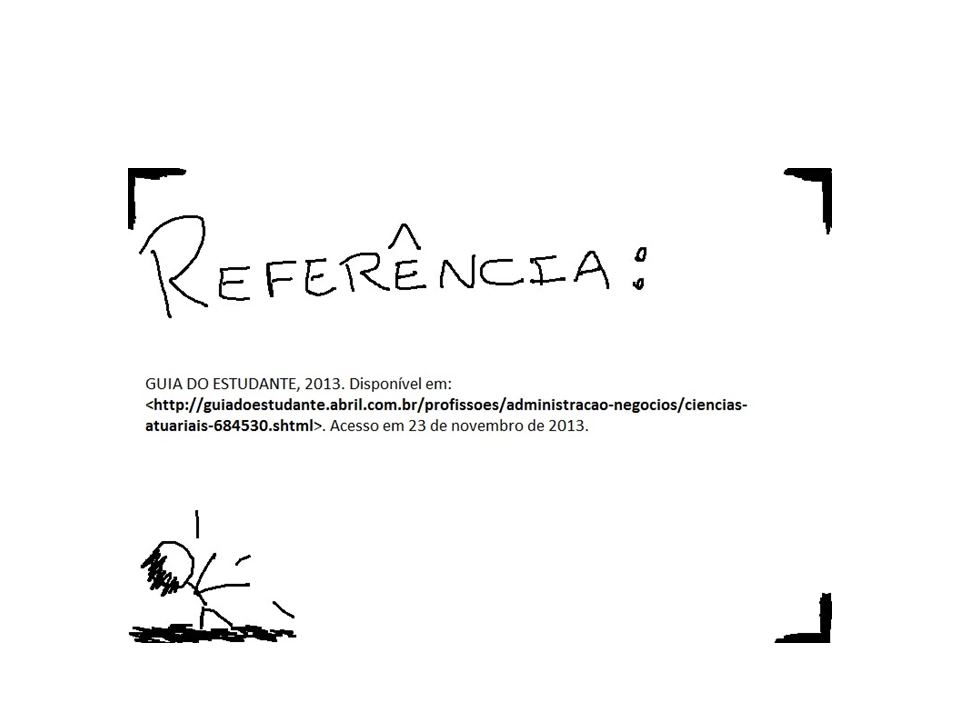 REFERÊNCIA:
GUIA DO ESTUDANTE, 2013. Disponível em:
<http://guiadoestudante.abril.com.br/profissoes/administracao-negocios/ciencias-
atuariais-684530.shtml>. Acesso em 23 de novembro de 2013.